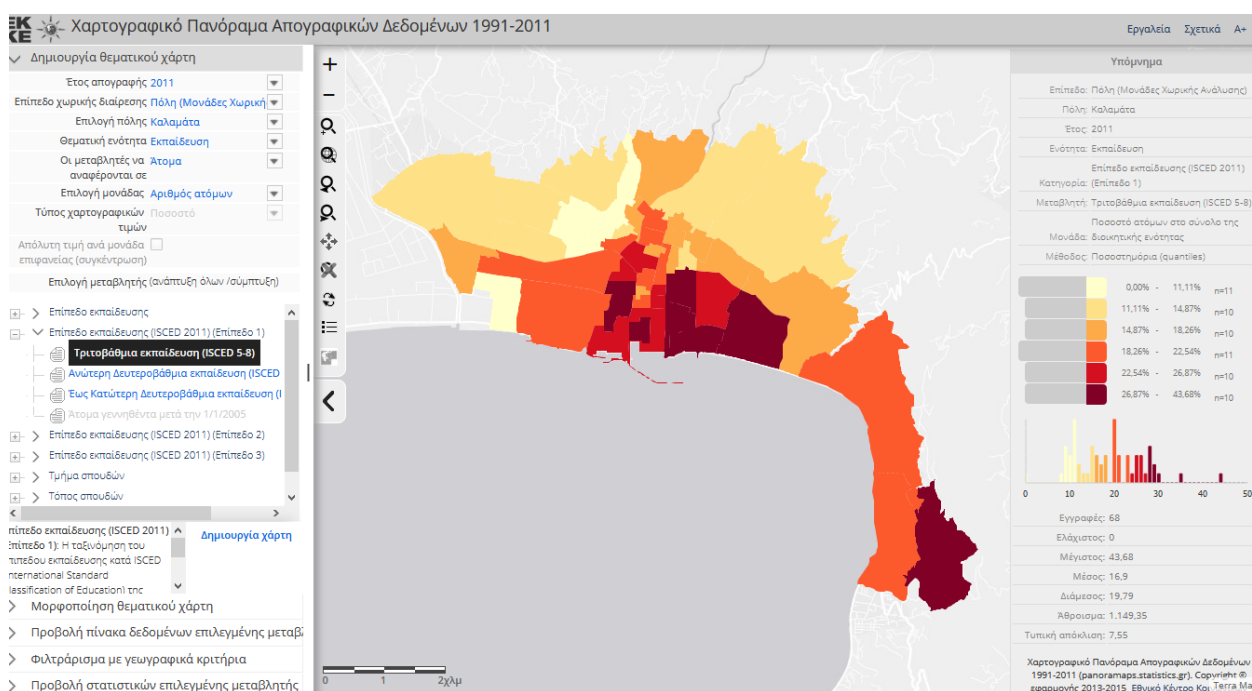 ΕΚ
ΚΕ
Χαρτογραφικό Πανόραμα Απογραφικών Δεδομένων 1991-2011
Εργαλεία Σχετικά A+
Δημιουργία θεματικού χάρτη
Έτος απογραφής 2011
Επίπεδο χωρικής διαίρεσης Πόλη (Μονάδες Χωρική
Επιλογή πόλης Καλαμάτα
Θεματική ενότητα Εκπαίδευση
Οι μεταβλητές να αναφέρονται σε Άτομα
Επιλογή μονάδας Αριθμός ατόμων
Τύπος χαρτογραφικών τιμών Ποσοστό
Απόλυτη τιμή ανά μονάδα
επιφανείας (συγκέντρωση)
Επιλογή μεταβλητής (ανάπτυξη όλων /σύμπτυξη)
Επίπεδο εκπαίδευσης
Επίπεδο εκπαίδευσης (ISCED 2011) (Επίπεδο 1)
Τριτοβάθμια εκπαίδευση (ISCED 5-8)
Ανώτερη Δευτεροβάθμια εκπαίδευση (ISCED
Έως Κατώτερη Δευτεροβάθμια εκπαίδευση (I
Άτομα γεννηθέντα μετά την 1/1/2005
Επίπεδο εκπαίδευσης (ISCED 2011) (Επίπεδο 2)
Επίπεδο εκπαίδευσης (ISCED 2011) (Επίπεδο 3)
Τμήμα σπουδών
Τόπος σπουδών
πίπεδο εκπαίδευσης (ISCED 2011)
Επίπεδο 1): Η ταξινόμηση του
πιπεδου εκπαίδευσης κατά ISCED
nternational Standard
lassification of Education) της
Δημιουργία χάρτη
Μορφοποίηση θεματικού χάρτη
Προβολή πίνακα δεδομένων επιλεγμένης μεταβ
Φιλτράρισμα με γεωγραφικά κριτήρια
Προβολή στατιστικών επιλεγμένης μεταβλητής
0 1 2χλμ
Υπόμνημα
Επίπεδο: Πόλη (Μονάδες Χωρικής Ανάλυσης)
Πόλη: Καλαμάτα
Έτος: 2011
Ενότητα: Εκπαίδευση
Κατηγορία: Επίπεδο εκπαίδευσης (ISCED 2011) (Επίπεδο 1)
Μεταβλητή: Τριτοβάθμια εκπαίδευση (ISCED 5-8)
Μονάδα: Ποσοστό ατόμων στο σύνολο της διοικητικής ενότητας
Μέθοδος: Ποσοστημόρια (quantiles)
0,00% - 11,11% n=11
11,11% - 14,87% n=10
14,87% - 18,26% n=10
18,26% - 22,54% n=11
22,54% - 26,87% n=10
26,87% - 43,68% n=10
0 10 20 30 40 50
Εγγραφές: 68
Ελάχιστος: 0
Μέγιστος: 43,68
Μέσος: 16,9
Διάμεσος: 19,79
Άθροισμα: 1.149,35
Τυπική απόκλιση: 7,55
Χαρτογραφικό Πανόραμα Απογραφικών Δεδομένων
1991-2011 (panoramaps.statistics.gr). Copyright ©
εφαρμογής 2013-2015, Εθνικό Κέντρο Κοι
Terra Ma